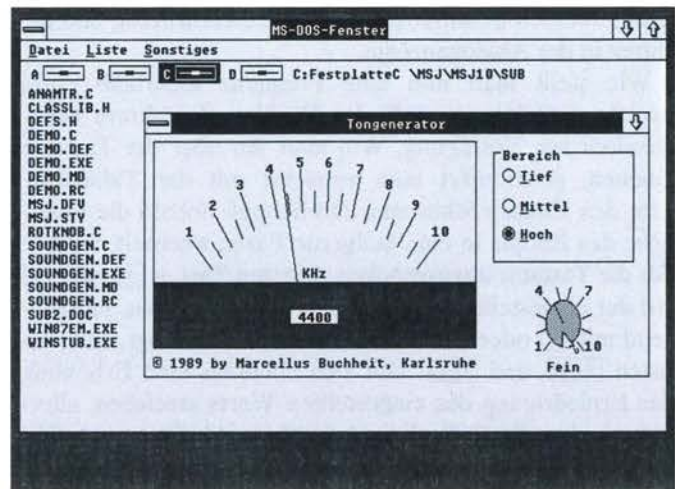 MS-DOS-Fenster
Datei Liste Sonstiges
A B C D C:FestplatteC \MSJ\MSJ10\SUB
ANAMTR.C
CLASSLIB.H
DEFS.H
DEMO.C
DEMO.DEF
DEMO.EXE
DEMO.MD
DEMO.RC
MSJ.DFV
MSJ.STY
ROTKNOB.C
SOUNDGEN.C
SOUNDGEN.DEF
SOUNDGEN.EXE
SOUNDGEN.MD
SOUNDGEN.RC
SUB2.DOC
WIN87EM.EXE
WINSTUB.EXE
Tongenerator
1 2 3 4 5 6 7 8 9 10
KHz
4400
© 1989 by Marcellus Buchheit, Karlsruhe
Bereich
Tief
Mittel
Hoch
4 7
1 10
Fein